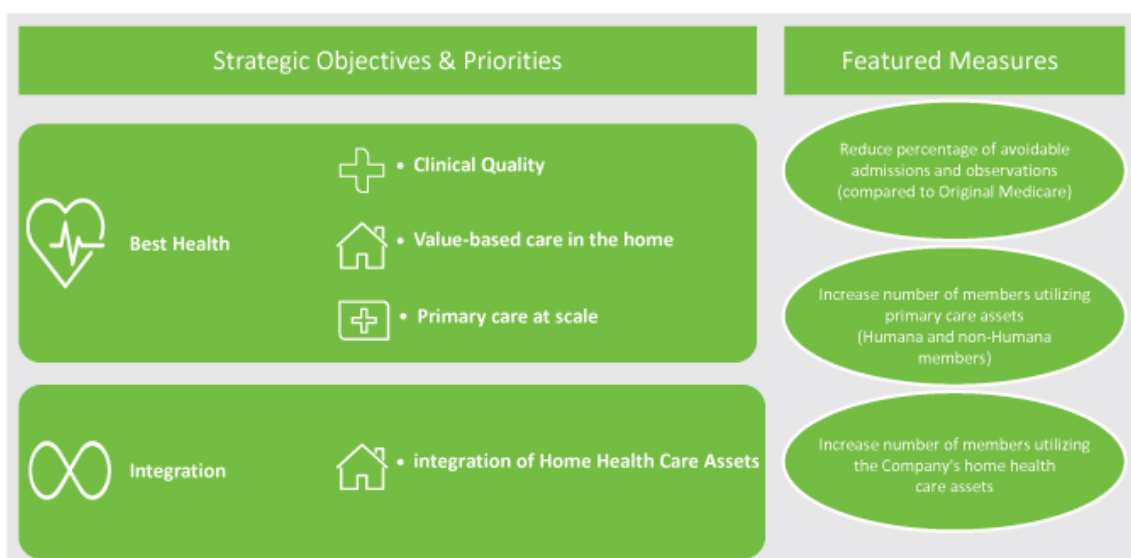 Strategic Objectives & Priorities
Featured Measures
Best Health
• Clinical Quality
• Value-based care in the home
• Primary care at scale
Reduce percentage of avoidable
admissions and observations
(compared to Original Medicare)
Increase number of members utilizing
primary care assets
(Humana and non-Humana
members)
Integration
• integration of Home Health Care Assets
Increase number of members utilizing
the Company's home health
care assets